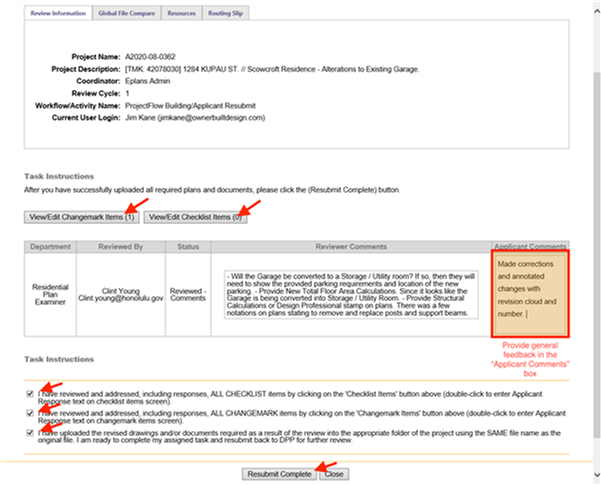 Review Information
Global File Compare
Resources
Routing Slip
Project Name: A2020-08-0362
Project Description: [TMK: 42078030] 1284 KUPAU ST. // Scowcroft Residence - Alterations to Existing Garage.
Coordinator: Eplans Admin
Review Cycle: 1
Workflow/Activity Name: ProjectFlow Building/Applicant Resubmit
Current User Login: Jim Kane (jimkane@ownerbuiltdesign.com)
Task Instructions
After you have successfully uploaded all required plans and documents, please click the (Resubmit Complete) button.
View/Edit Changemark Items (1)
View/Edit Checklist Items (0)
Department
Reviewed By
Status
Reviewer Comments
Applicant Comments
Residential
Plan
Examiner
Clint Young
Clint.young@honolulu.gov
Reviewed -
Comments
- Will the Garage be converted to a Storage / Utility room? If so, then they will
need to show the provided parking requirements and location of the new
parking. - Provide New Total Floor Area Calculations. Since it looks like the
Garage is being converted into Storage / Utility Room. - Provide Structural
Calculations or Design Professional stamp on plans. There was a few
notations on plans stating to remove and replace posts and support beams.
Made corrections
and annotated
changes with
revision cloud and
number.
Provide general
feedback in the
"Applicant Comments"
box
Task Instructions
I have reviewed and addressed, including responses, ALL CHECKLIST items by clicking on the 'Checklist Items' button above (double-click to enter Applicant
Response text on checklist items screen).
I have reviewed and addressed, including responses, ALL CHANGEMARK items by clicking on the 'Changemark Items' button above (double-click to enter Applicant
Response text on changemark items screen).
I have uploaded the revised drawings and/or documents required as a result of the review into the appropriate folder of the project using the SAME file name as the
original file. I am ready to complete my assigned task and resubmit back to DPP for further review.
Resubmit Complete
Close